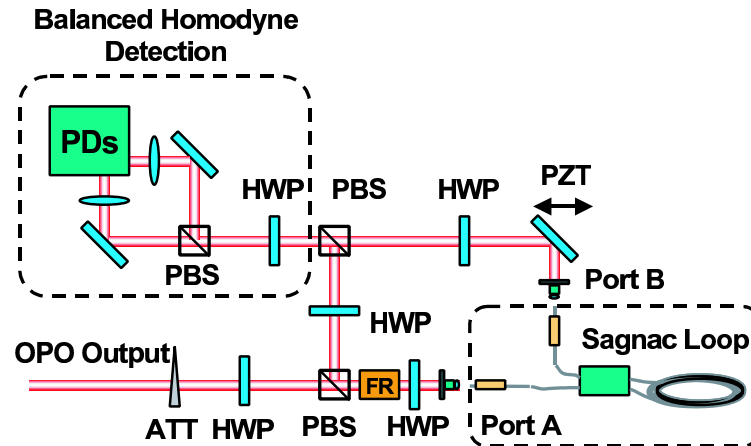 Balanced Homodyne
Detection
PDs
HWP
PBS
HWP
PZT
PBS
Port B
HWP
Sagnac Loop
OPO Output
FR
ATT
HWP
PBS
HWP
Port A